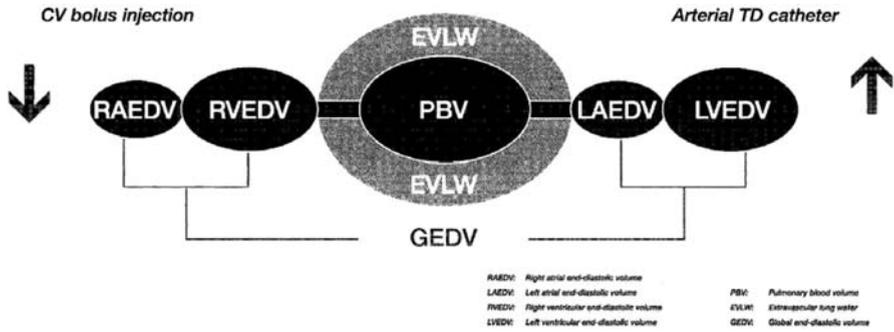 CV bolus injection
Arterial TD catheter
EVLW
RAEDV
RVEDV
PBV
LAEDV
LVEDV
EVLW
GEDV
RAEDV: Right atrial end-diastolic volume
LAEDV: Left atrial end-diastolic volume
PBV: Pulmonary blood volume
RVEDV: Right ventricular end-diastolic volume
EVLW: Extravascular lung water
LVEDV: Left ventricular end-diastolic volume
GEDV: Global end-diastolic volume